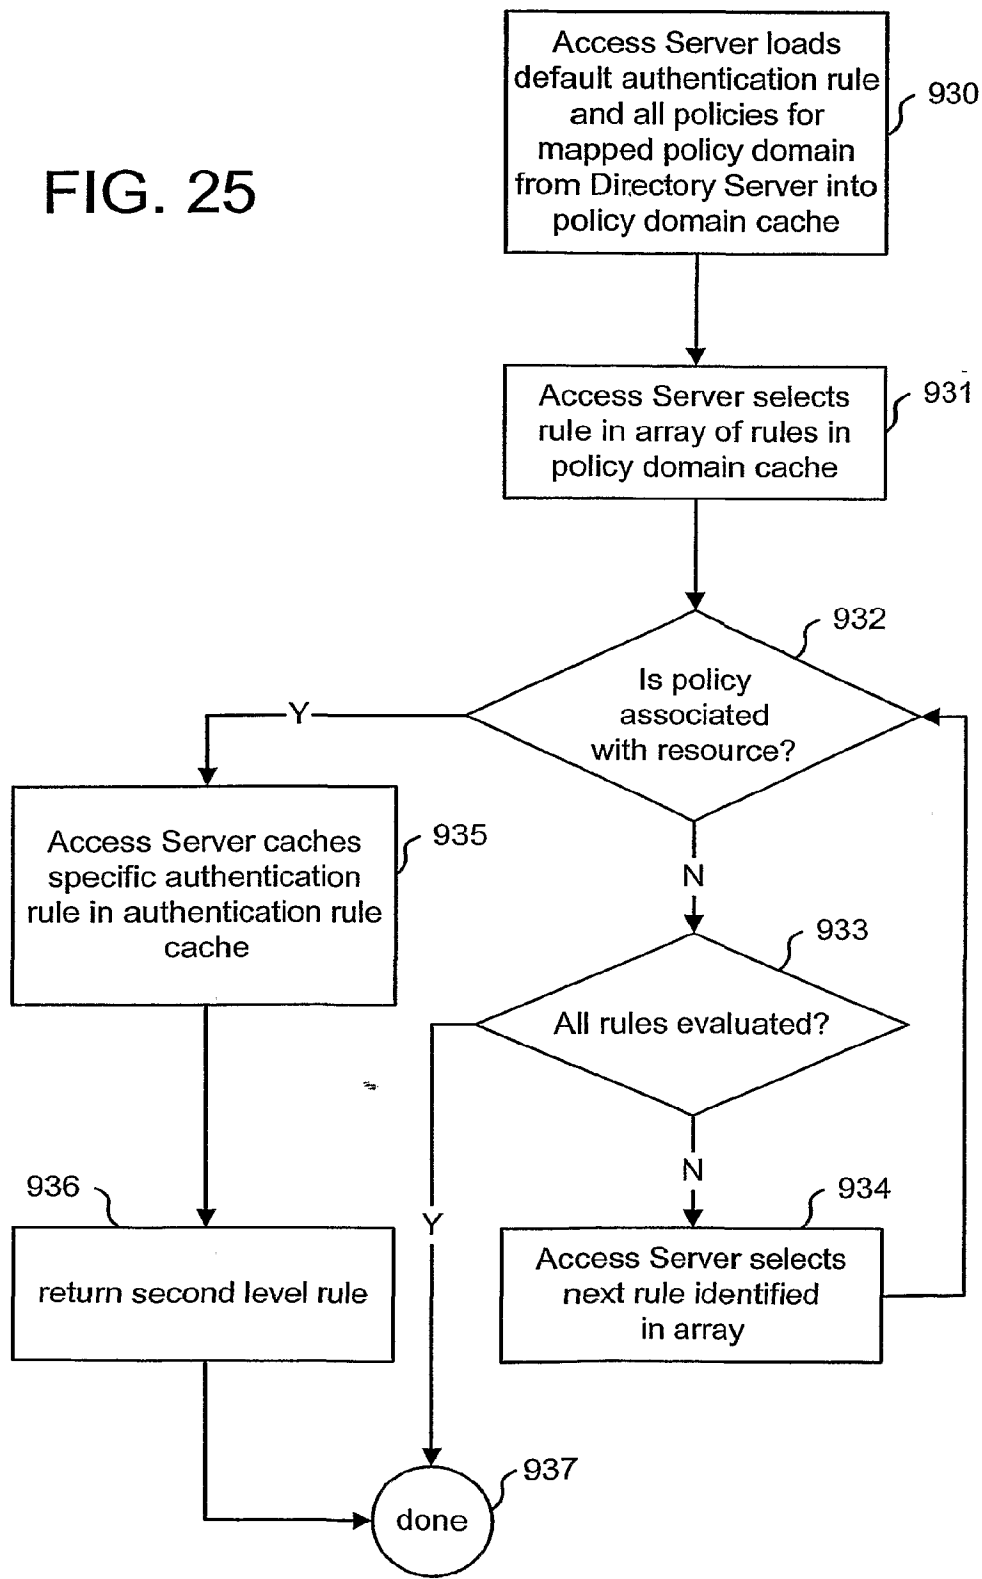 FIG. 25
Access Server loads
default authentication rule
and all policies for
mapped policy domain
from Directory Server into
policy domain cache
930
Access Server selects
rule in array of rules in
policy domain cache
931
Is policy
associated
with resource?
932
Y
N
Access Server caches
specific authentication
rule in authentication rule
cache
935
All rules evaluated?
933
Y
N
return second level rule
936
Access Server selects
next rule identified
in array
934
done
937